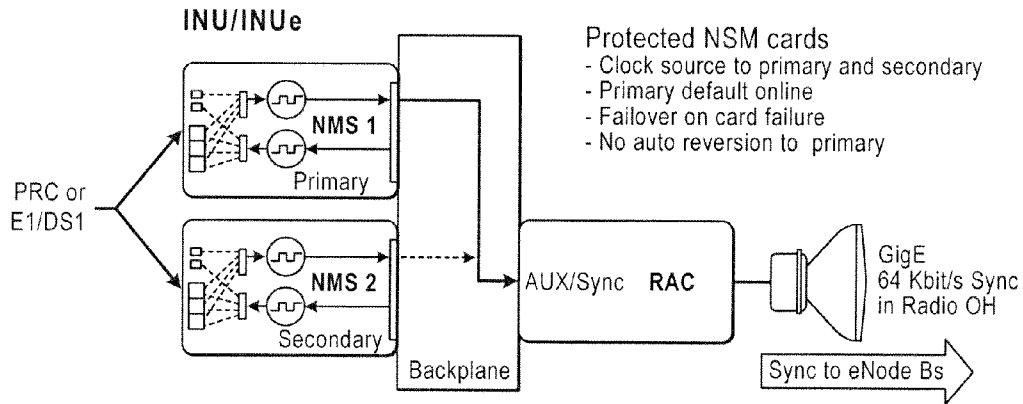 INU/INUe
Protected NSM cards
- Clock source to primary and secondary
- Primary default online
- Failover on card failure
- No auto reversion to primary
NMS 1
Primary
PRC or
E1/DS1
NMS 2
Secondary
Backplane
AUX/Sync RAC
GigE
64 Kbit/s Sync
in Radio OH
Sync to eNode Bs